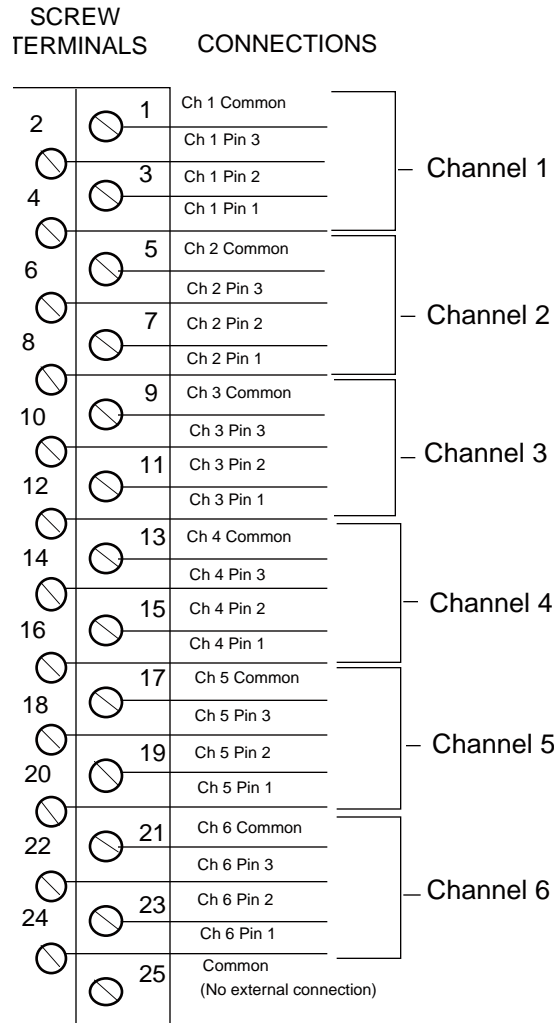 SCREW
TERMINALS
CONNECTIONS
1
Ch 1 Common
2
Ch 1 Pin 3
3
Ch 1 Pin 2
Channel 1
4
Ch 1 Pin 1
5
Ch 2 Common
6
Ch 2 Pin 3
7
Ch 2 Pin 2
Channel 2
8
Ch 2 Pin 1
9
Ch 3 Common
10
Ch 3 Pin 3
11
Ch 3 Pin 2
Channel 3
12
Ch 3 Pin 1
13
Ch 4 Common
14
Ch 4 Pin 3
15
Ch 4 Pin 2
Channel 4
16
Ch 4 Pin 1
17
Ch 5 Common
18
Ch 5 Pin 3
19
Ch 5 Pin 2
Channel 5
20
Ch 5 Pin 1
21
Ch 6 Common
22
Ch 6 Pin 3
23
Ch 6 Pin 2
Channel 6
24
Ch 6 Pin 1
25
Common
(No external connection)